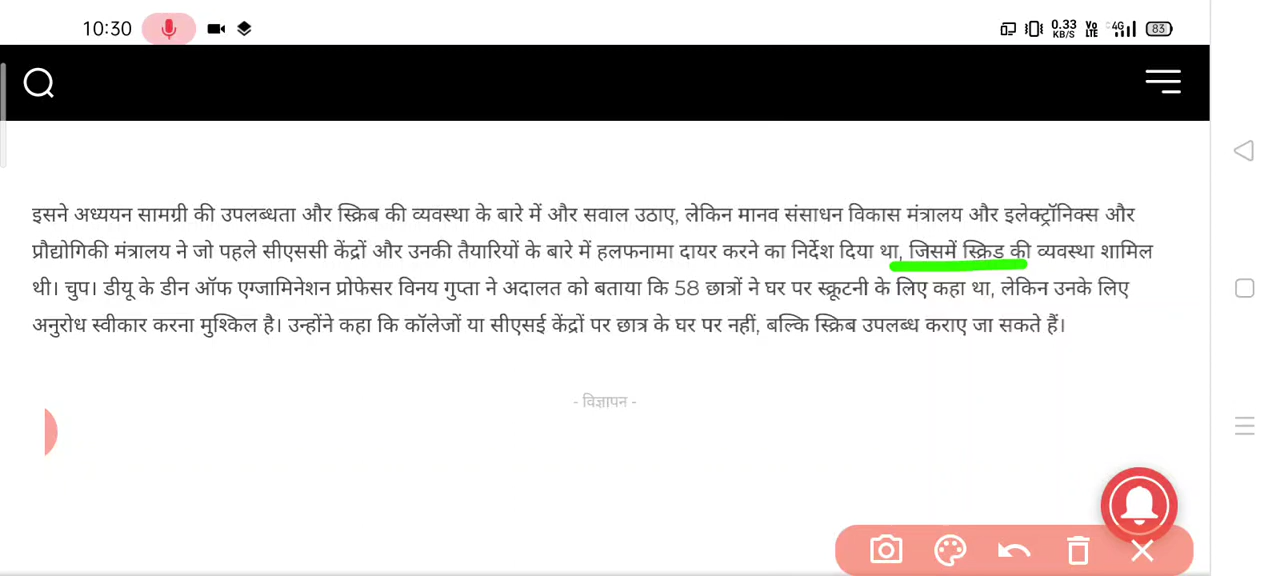 10:30
0.33 KB/S Vo LTE 4G 83
इसने अध्ययन सामग्री की उपलब्धता और स्क्रिब की व्यवस्था के बारे में और सवाल उठाए, लेकिन मानव संसाधन विकास मंत्रालय और इलेक्ट्रॉनिक्स और
प्रौद्योगिकी मंत्रालय ने जो पहले सीएससी केंद्रों और उनकी तैयारियों के बारे में हलफनामा दायर करने का निर्देश दिया था, जिसमें स्क्रिड की व्यवस्था शामिल
थी। चुप। डीयू के डीन ऑफ एग्जामिनेशन प्रोफेसर विनय गुप्ता ने अदालत को बताया कि 58 छात्रों ने घर पर स्क्रूटनी के लिए कहा था, लेकिन उनके लिए
अनुरोध स्वीकार करना मुश्किल है। उन्होंने कहा कि कॉलेजों या सीएसई केंद्रों पर छात्र के घर पर नहीं, बल्कि स्क्रिब उपलब्ध कराए जा सकते हैं।
- विज्ञापन -